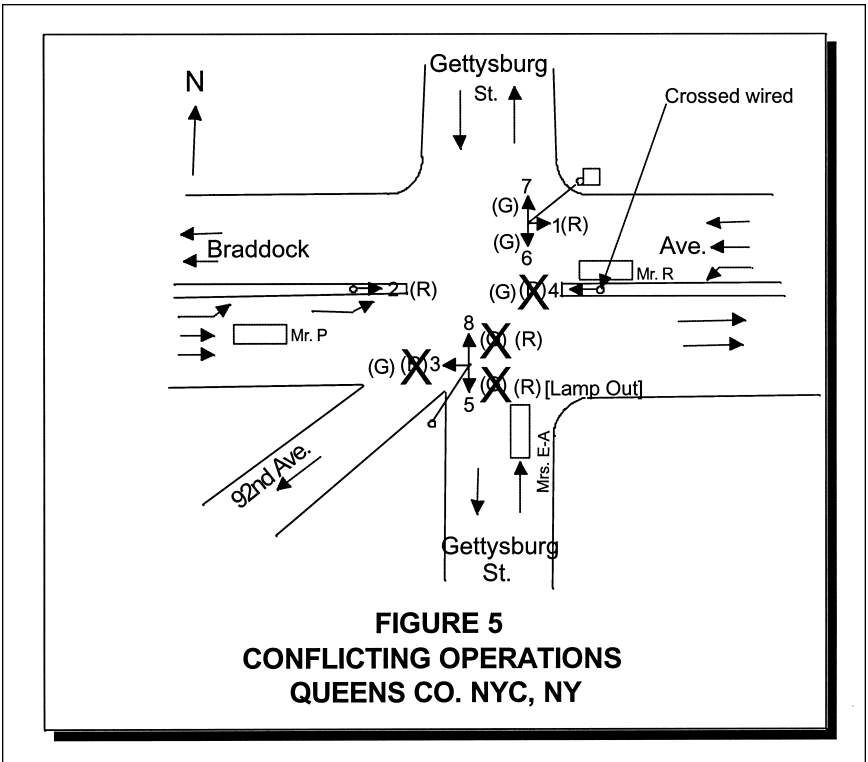 Gettysburg
St.
N
Crossed wired
7
(G)
1(R)
(G)
6
Braddock
Ave.
Mr. R
2
(R)
(G)
4
8
(R)
Mr. P
(G)
3
(R)
[Lamp Out]
5
92nd Ave.
Mrs. E-A
Gettysburg
St.
FIGURE 5
CONFLICTING OPERATIONS
QUEENS CO. NYC, NY